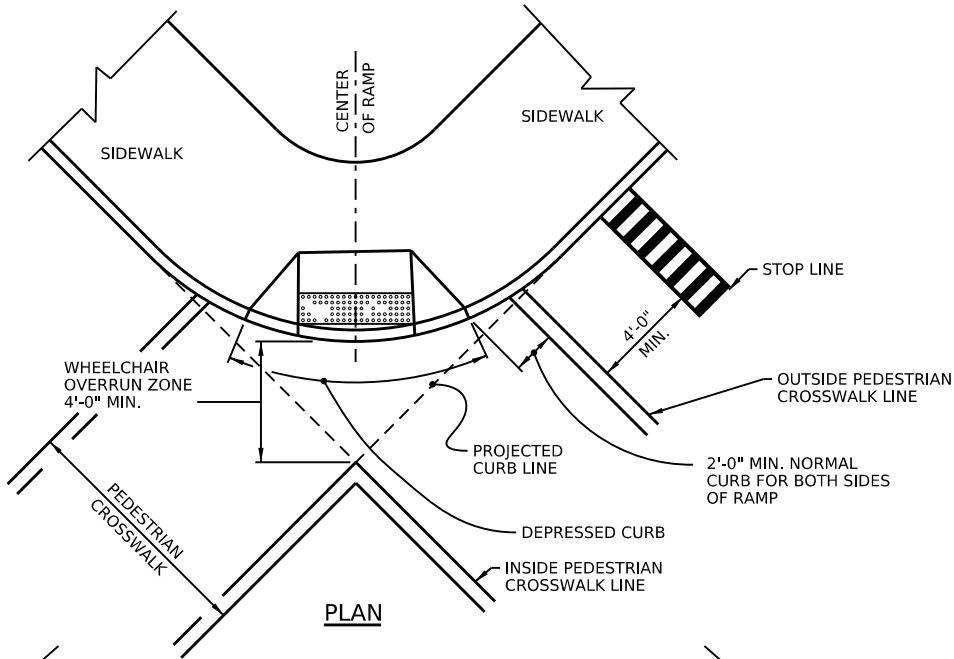 CENTER
OF RAMP
SIDEWALK
SIDEWALK
STOP LINE
4'-0"
MIN.
WHEELCHAIR
OVERRUN ZONE
4'-0" MIN.
OUTSIDE PEDESTRIAN
CROSSWALK LINE
PROJECTED
CURB LINE
2'-0" MIN. NORMAL
CURB FOR BOTH SIDES
OF RAMP
PEDESTRIAN
CROSSWALK
DEPRESSED CURB
INSIDE PEDESTRIAN
CROSSWALK LINE
PLAN